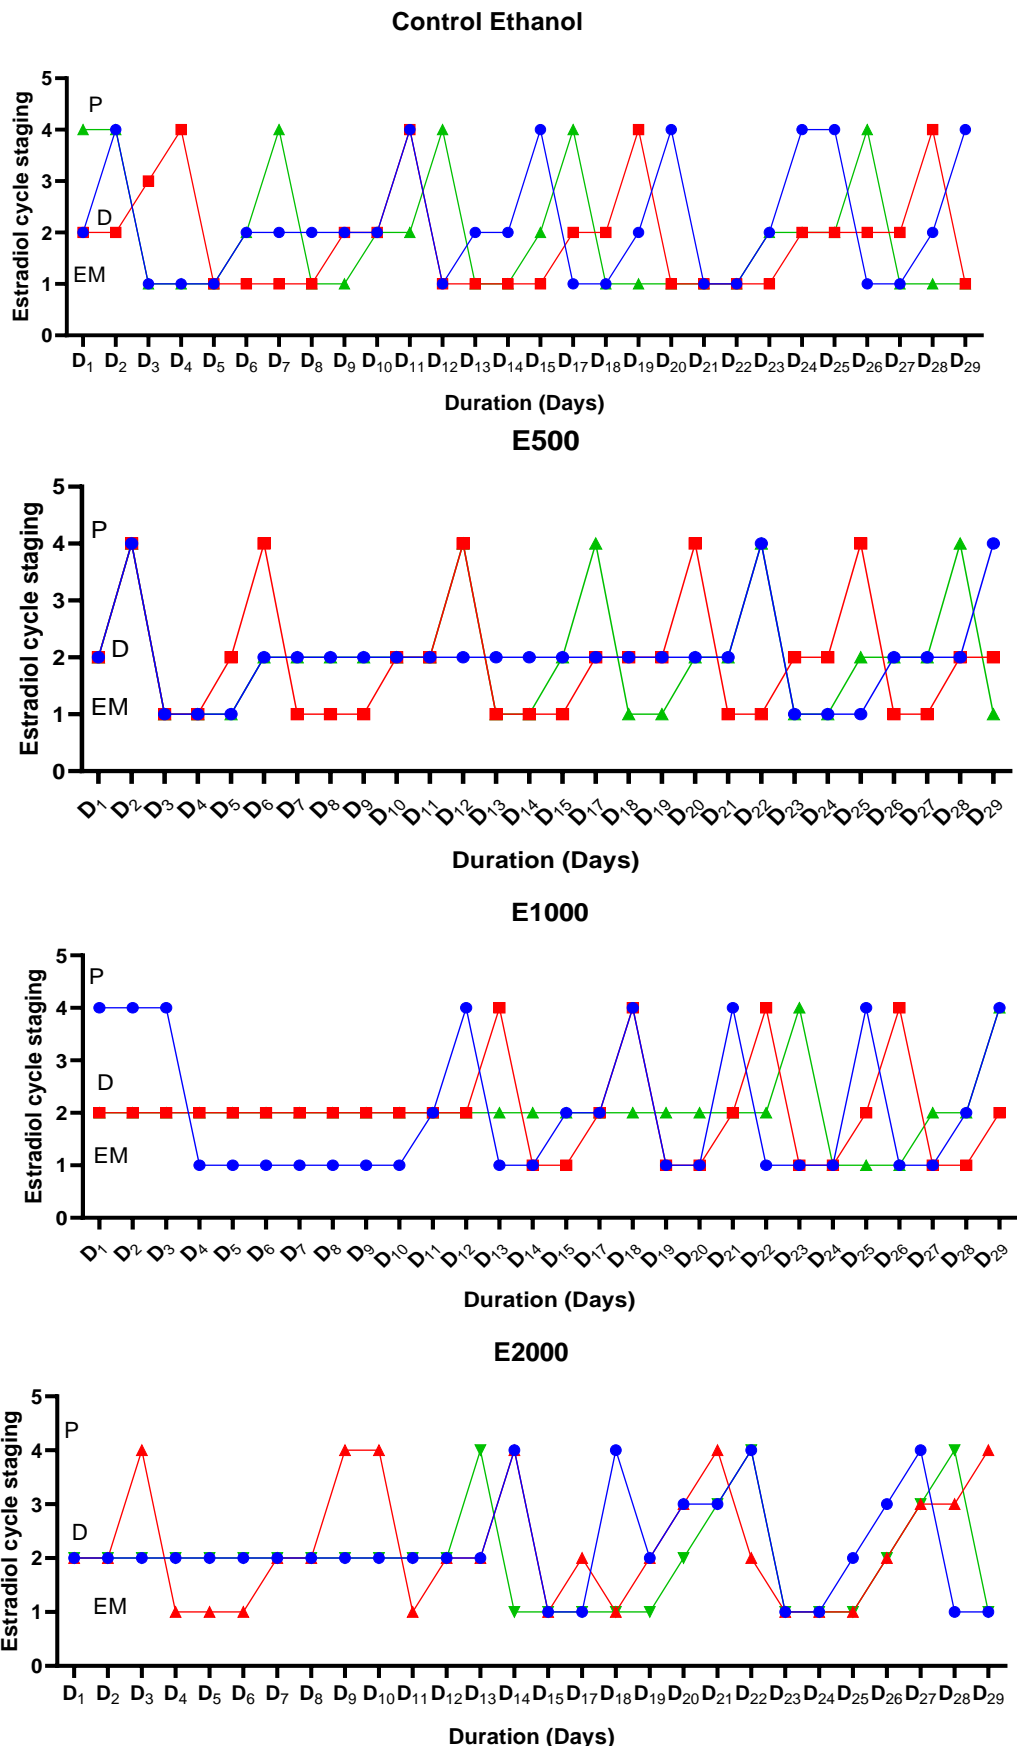 Control Ethanol
Estradiol cycle staging
5
4
3
2
1
0
P
D
EM
D1 D2 D3 D4 D5 D6 D7 D8 D9 D10 D11 D12 D13 D14 D15 D17 D18 D19 D20 D21 D22 D23 D24 D25 D26 D27 D28 D29
Duration (Days)
E500
Estradiol cycle staging
5
4
3
2
1
0
P
D
EM
D1 D2 D3 D4 D5 D6 D7 D8 D9 D10 D11 D12 D13 D14 D15 D17 D18 D19 D20 D21 D22 D23 D24 D25 D26 D27 D28 D29
Duration (Days)
E1000
Estradiol cycle staging
5
4
3
2
1
0
P
D
EM
D1 D2 D3 D4 D5 D6 D7 D8 D9 D10 D11 D12 D13 D14 D15 D17 D18 D19 D20 D21 D22 D23 D24 D25 D26 D27 D28 D29
Duration (Days)
E2000
Estradiol cycle staging
5
4
3
2
1
0
P
D
EM
D1 D2 D3 D4 D5 D6 D7 D8 D9 D10 D11 D12 D13 D14 D15 D17 D18 D19 D20 D21 D22 D23 D24 D25 D26 D27 D28 D29
Duration (Days)